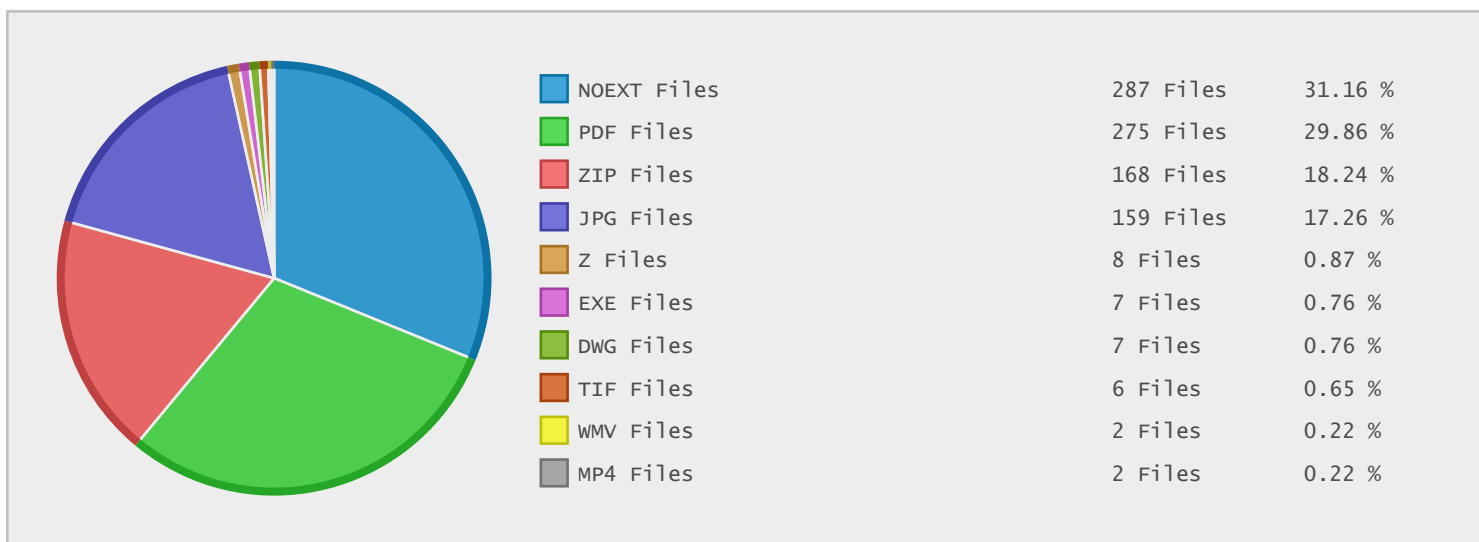 NOEXT Files 287 Files 31.16 %
PDF Files 275 Files 29.86 %
ZIP Files 168 Files 18.24 %
JPG Files 159 Files 17.26 %
Z Files 8 Files 0.87 %
EXE Files 7 Files 0.76 %
DWG Files 7 Files 0.76 %
TIF Files 6 Files 0.65 %
WMV Files 2 Files 0.22 %
MP4 Files 2 Files 0.22 %